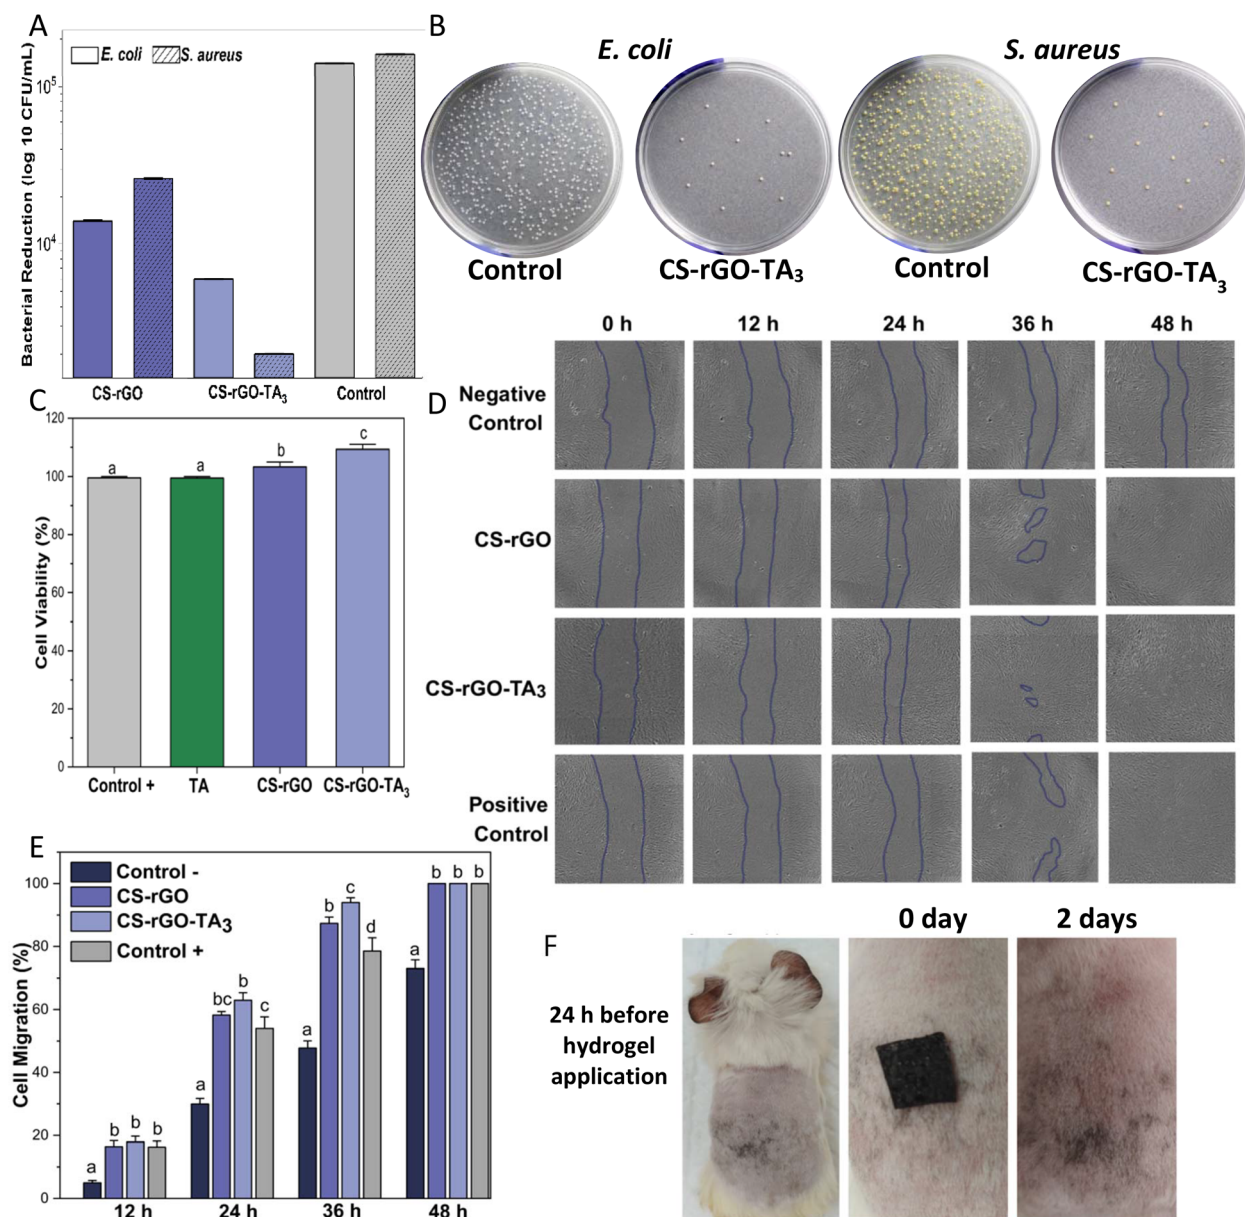 A
Bacterial Reduction (log 10 CFU/mL)
10⁵
10⁴
E. coli
S. aureus
CS-rGO
CS-rGO-TA₃
Control
B
E. coli
S. aureus
Control
CS-rGO-TA₃
Control
CS-rGO-TA₃
C
Cell Viability (%)
120
100
80
60
40
20
0
a
a
b
c
Control +
TA
CS-rGO
CS-rGO-TA₃
D
0 h
12 h
24 h
36 h
48 h
Negative
Control
CS-rGO
CS-rGO-TA₃
Positive
Control
E
Cell Migration (%)
100
80
60
40
20
0
Control -
CS-rGO
CS-rGO-TA₃
Control +
a
b
b
b
a
bc
b
c
a
b
c
d
a
b
b
b
12 h
24 h
36 h
48 h
F
0 day
2 days
24 h before
hydrogel
application